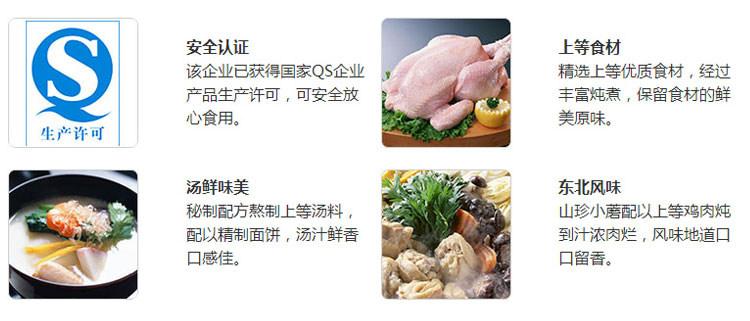 生产许可
安全认证
该企业已获得国家QS企业
产品生产许可，可安全放
心食用。
上等食材
精选上等优质食材，经过
丰富炖煮，保留食材的鲜
美原味。
汤鲜味美
秘制配方熬制上等汤料，
配以精制面饼，汤汁鲜香
口感佳。
东北风味
山珍小蘑配以上等鸡肉炖
到汁浓肉烂，风味地道口
口留香。